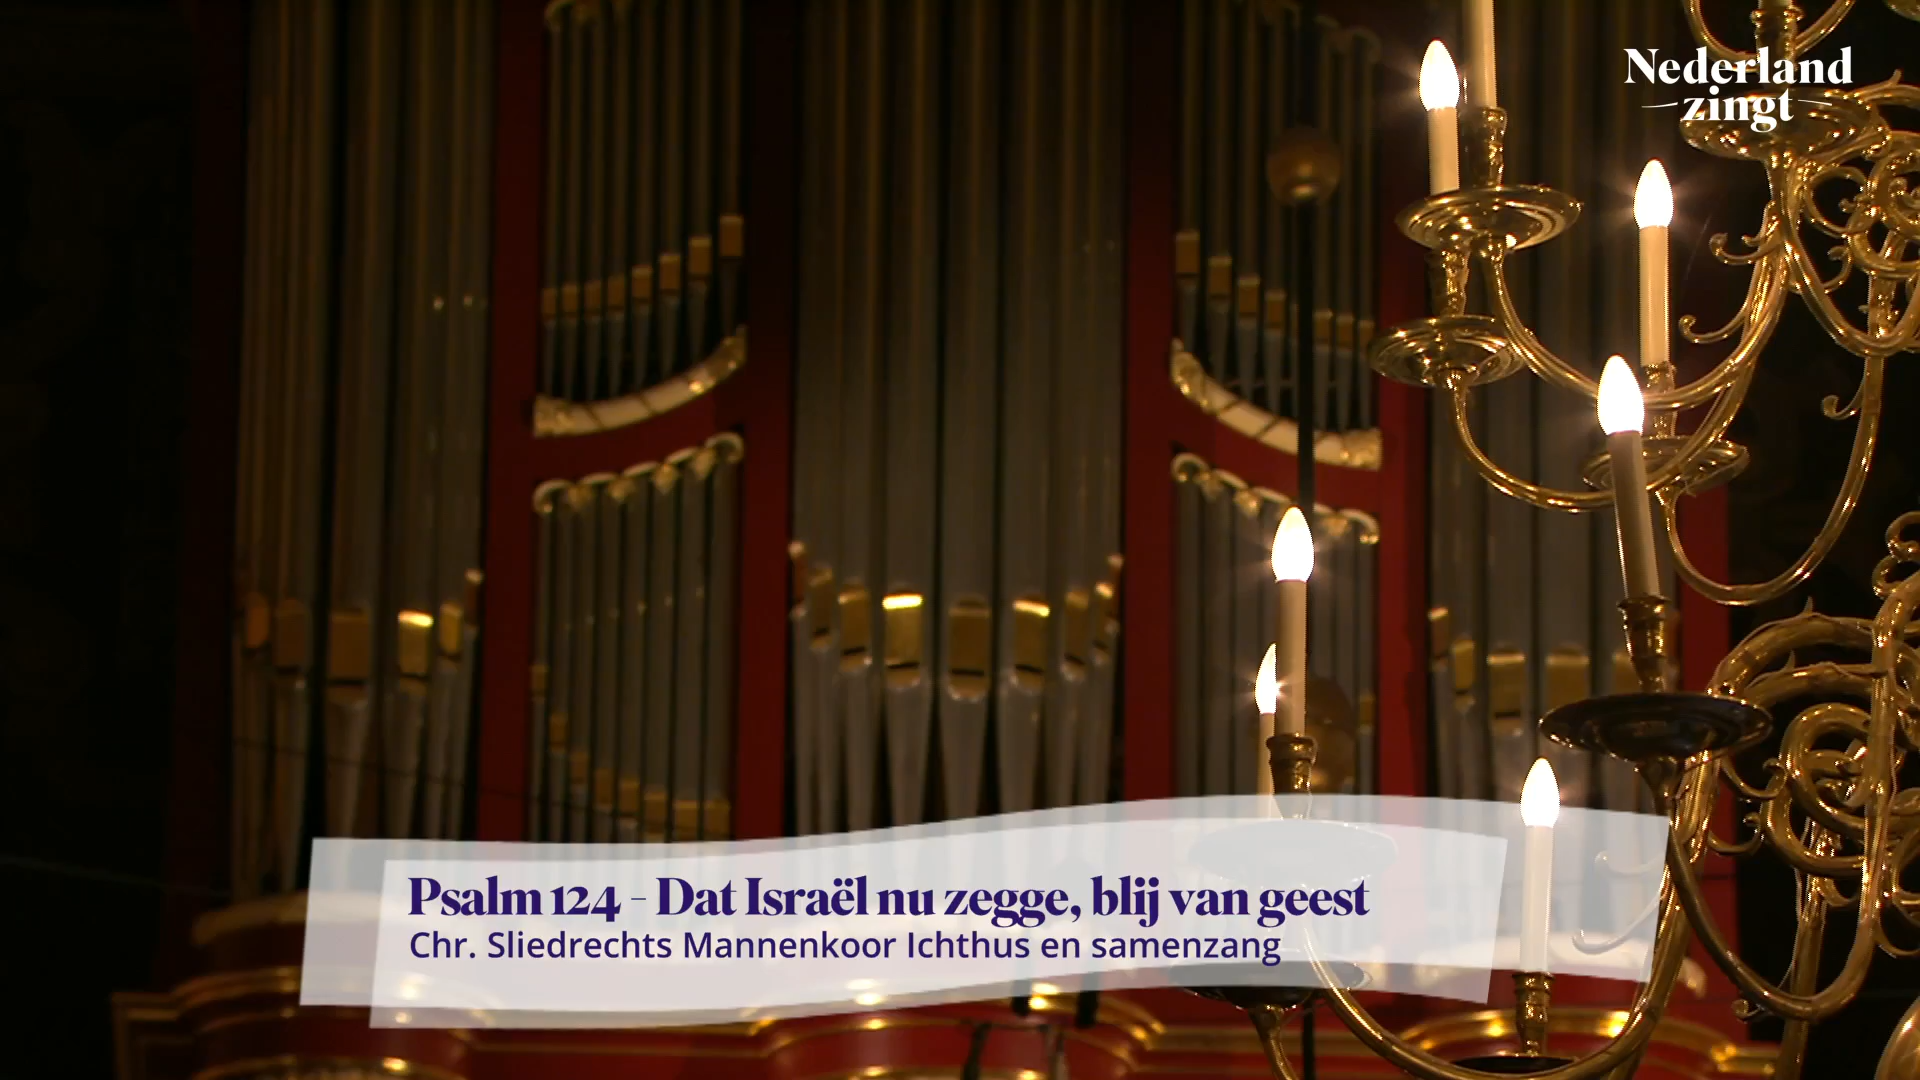 Nederland
zingt
Psalm 124 - Dat Israël nu zegge, blij van geest
Chr. Sliedrechts Mannenkoor Ichthus en samenzang